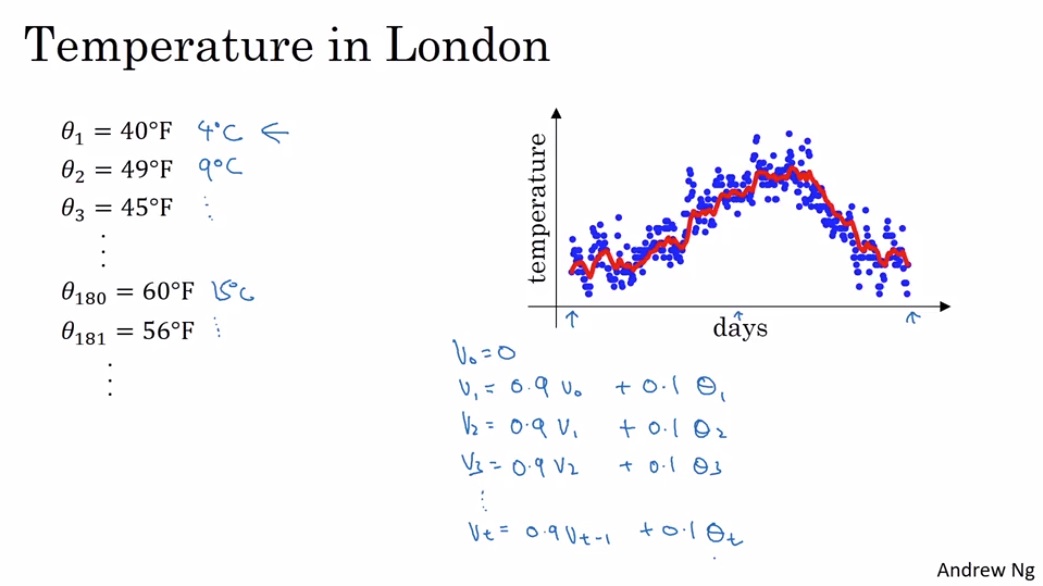 Temperature in London
θ₁ = 40°F 4°C ←
θ₂ = 49°F 9°C
θ₃ = 45°F ⋮
⋮
θ₁₈₀ = 60°F 15°C
θ₁₈₁ = 56°F ⋮
⋮
temperature
days
V₀ = 0
V₁ = 0.9 V₀ + 0.1 θ₁
V₂ = 0.9 V₁ + 0.1 θ₂
V₃ = 0.9 V₂ + 0.1 θ₃
⋮
Vₜ = 0.9 Vₜ₋₁ + 0.1 θₜ
Andrew Ng